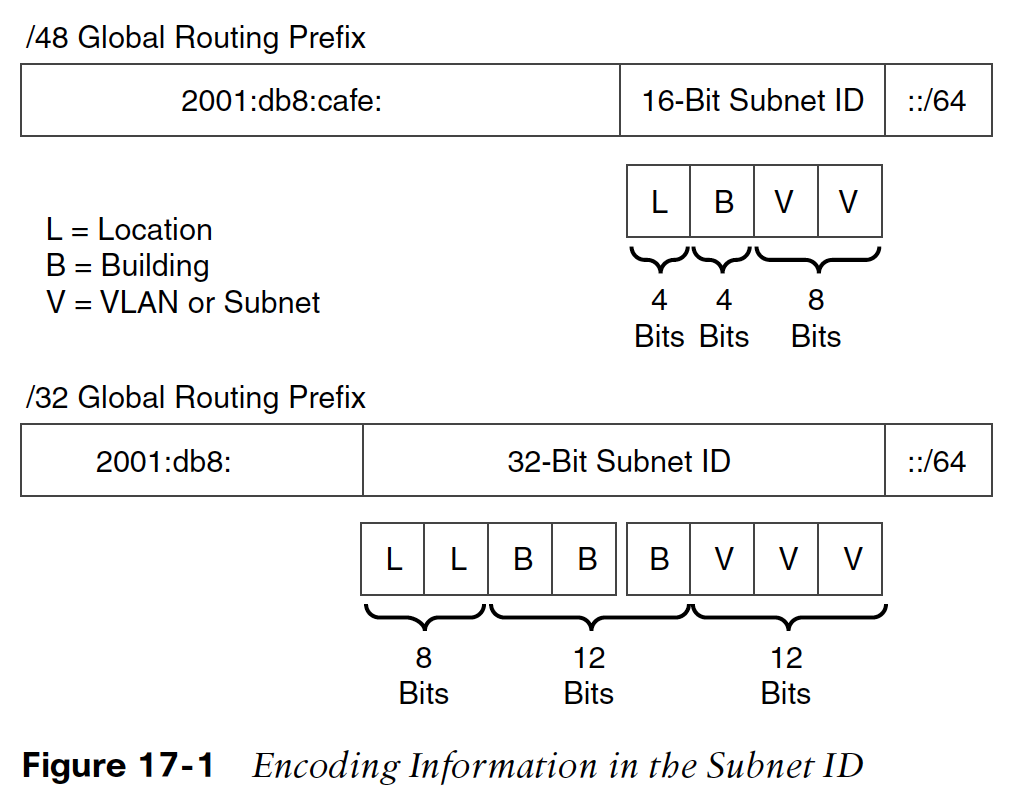 /48 Global Routing Prefix
2001:db8:cafe: 16-Bit Subnet ID ::/64
L B V V
L = Location
B = Building
V = VLAN or Subnet
4 4 8
Bits Bits Bits
/32 Global Routing Prefix
2001:db8: 32-Bit Subnet ID ::/64
L L B B B V V V
8 12 12
Bits Bits Bits
Figure 17-1 Encoding Information in the Subnet ID